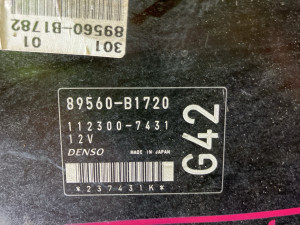 301
01
89560-B1782
89560-B1720
112300-7431
12V
DENSO MADE IN JAPAN
*237431K*
G42